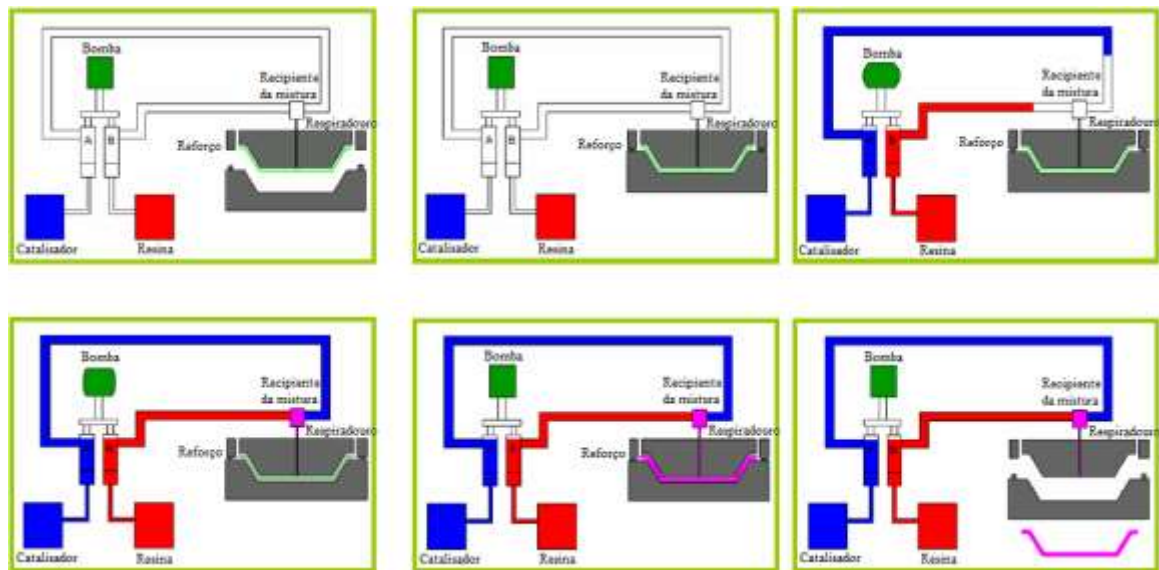 Bomba
Recipiente
da mistura
Respiradouro
Reforço
A B
Catalisador
Resina
Bomba
Recipiente
da mistura
Respiradouro
Reforço
A B
Catalisador
Resina
Bomba
Recipiente
da mistura
Respiradouro
Reforço
Catalisador
Resina
Bomba
Recipiente
da mistura
Respiradouro
Reforço
Catalisador
Resina
Bomba
Recipiente
da mistura
Respiradouro
Reforço
Catalisador
Resina
Bomba
Recipiente
da mistura
Respiradouro
Catalisador
Resina